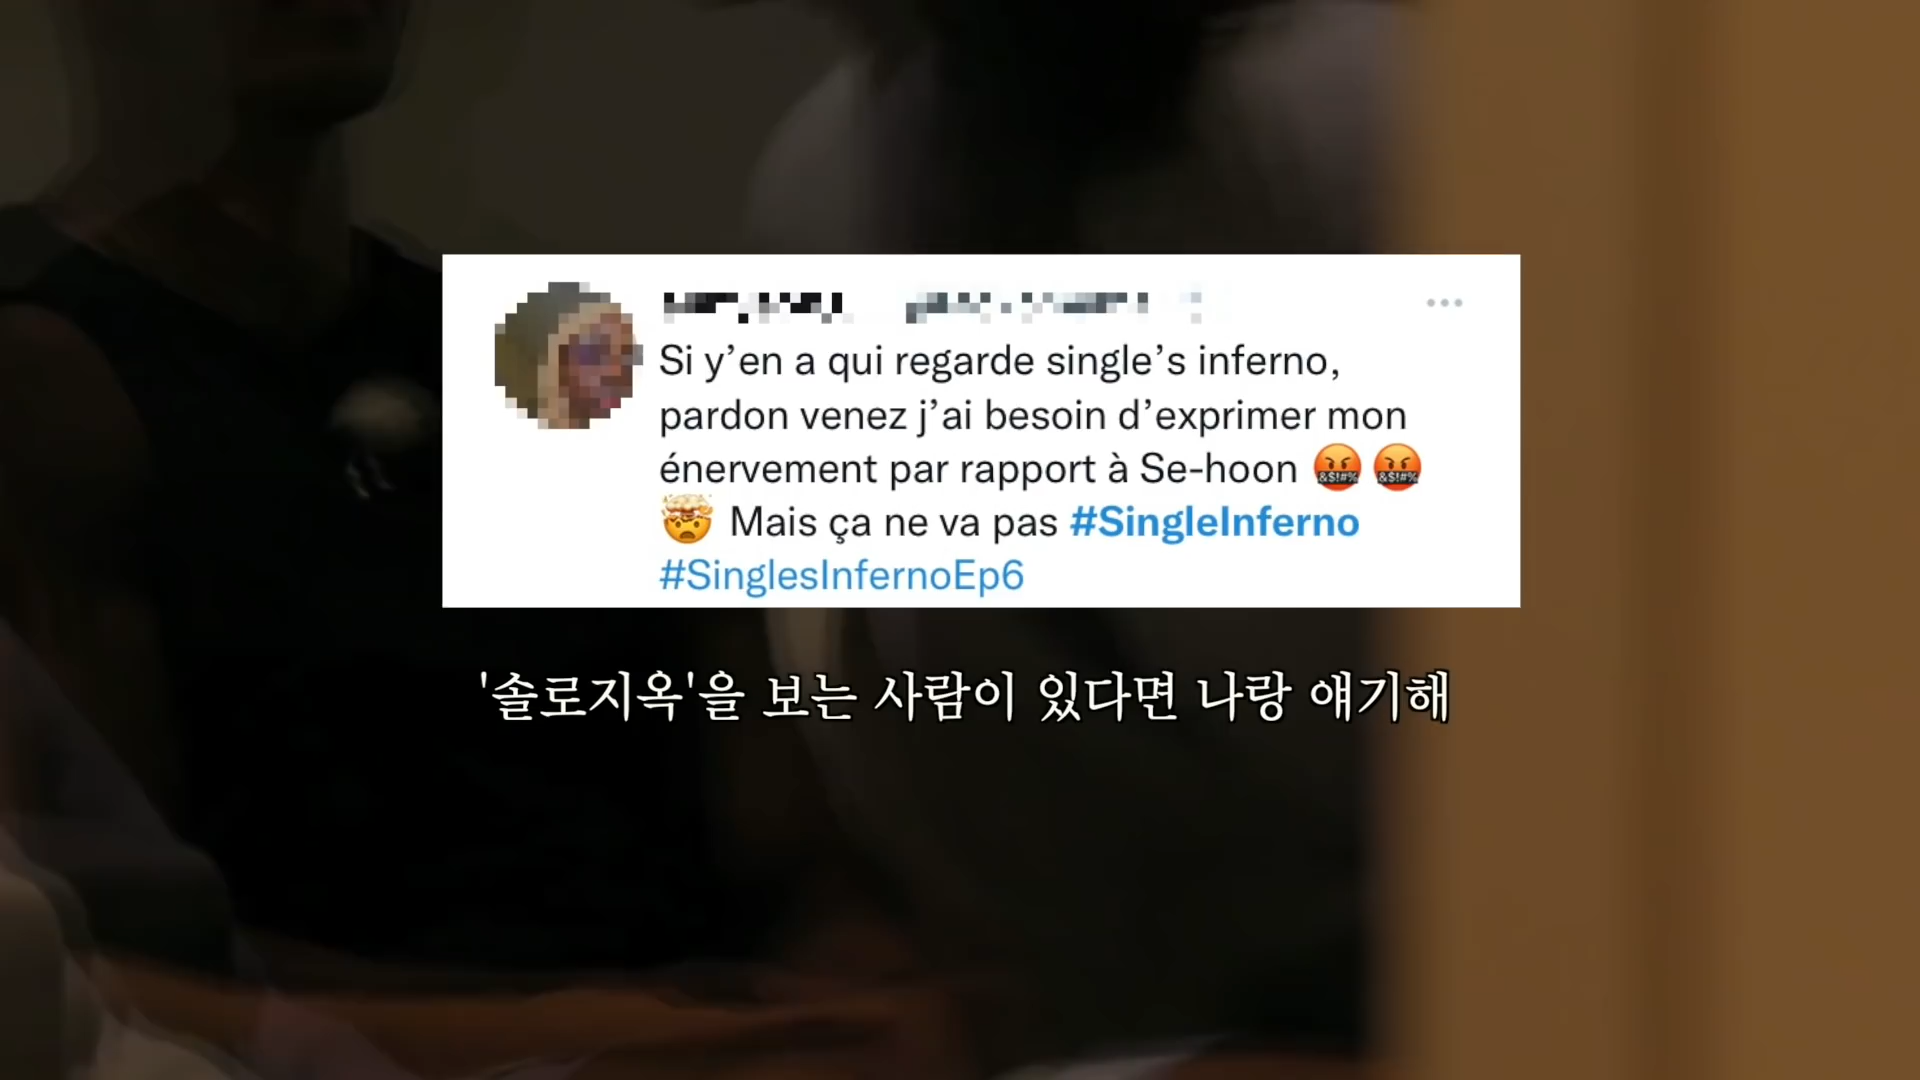 Si y’en a qui regarde single’s inferno,
pardon venez j’ai besoin d’exprimer mon
énervement par rapport à Se-hoon 🤬 🤬
🤯 Mais ça ne va pas #SingleInferno
#SinglesInfernoEp6
'솔로지옥'을 보는 사람이 있다면 나랑 얘기해